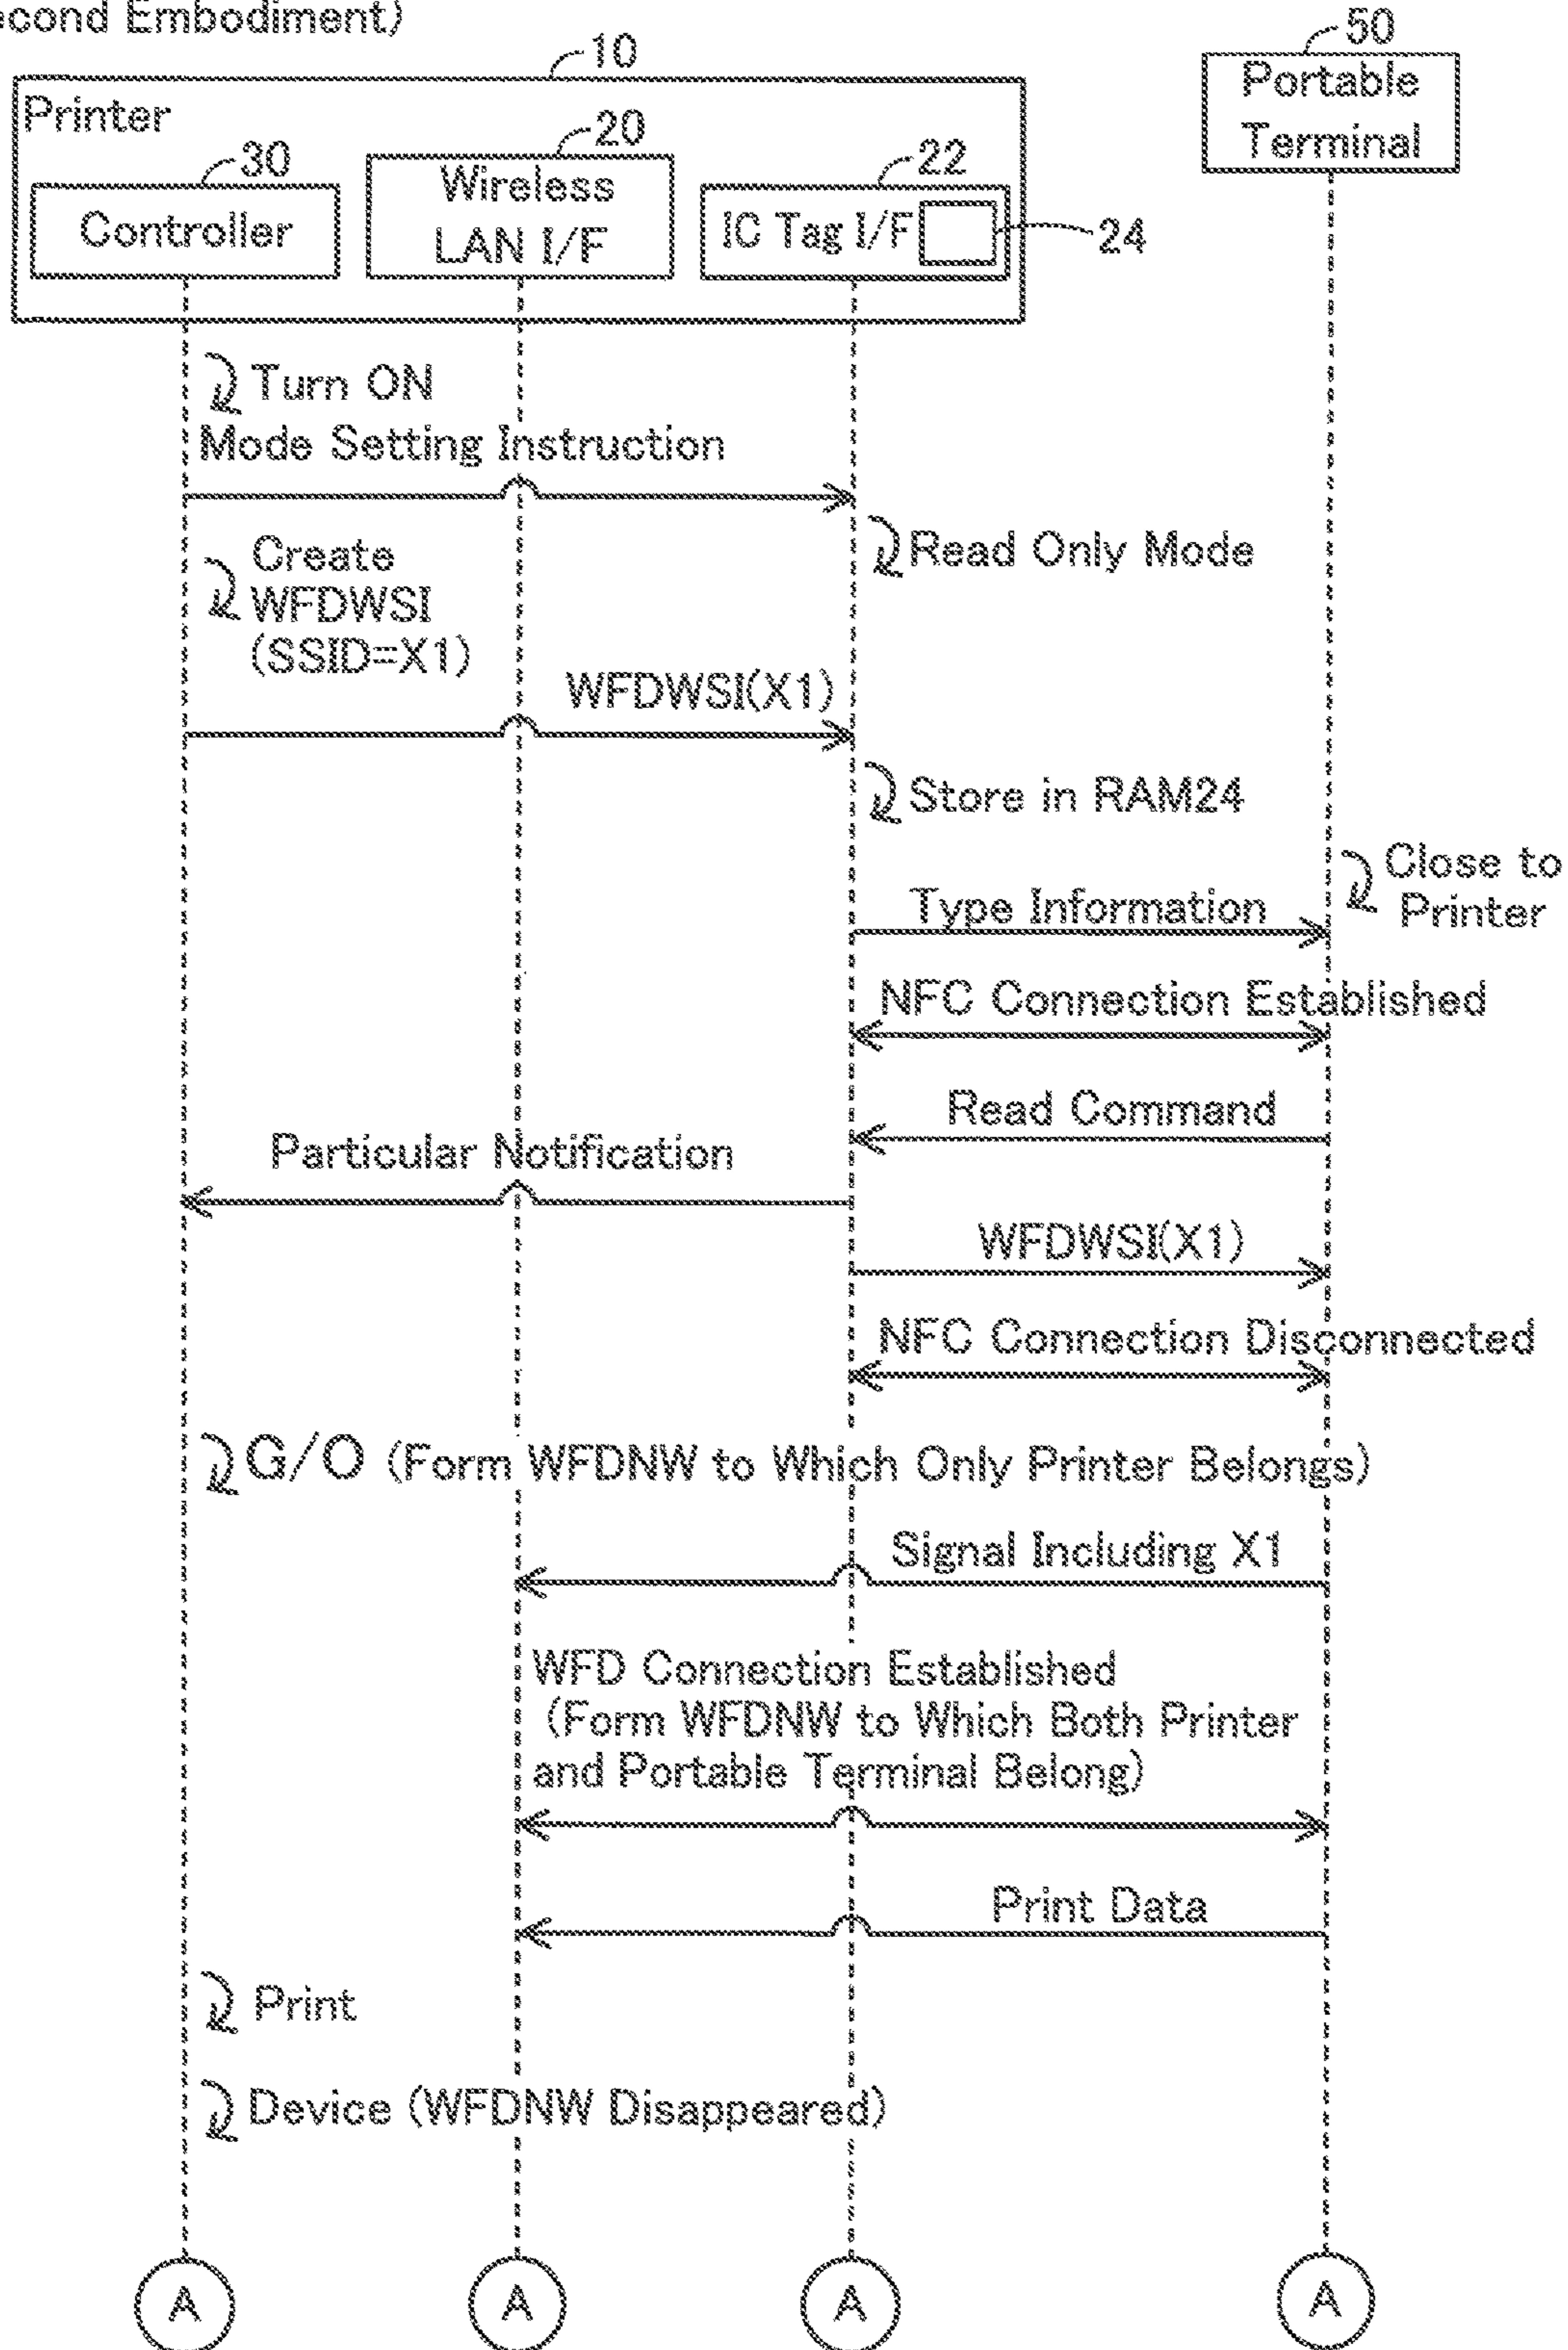 econd Embodiment)
10
50
Printer
Portable
Terminal
30
20
22
Controller
Wireless
LAN I/F
IC Tag I/F
24
Turn ON
Mode Setting Instruction
Read Only Mode
Create
WFDWSI
(SSID=X1)
WFDWSI(X1)
Store in RAM24
Close to
Printer
Type Information
NFC Connection Established
Read Command
Particular Notification
WFDWSI(X1)
NFC Connection Disconnected
G/O (Form WFDNW to Which Only Printer Belongs)
Signal Including X1
WFD Connection Established
(Form WFDNW to Which Both Printer
and Portable Terminal Belong)
Print Data
Print
Device (WFDNW Disappeared)
A
A
A
A